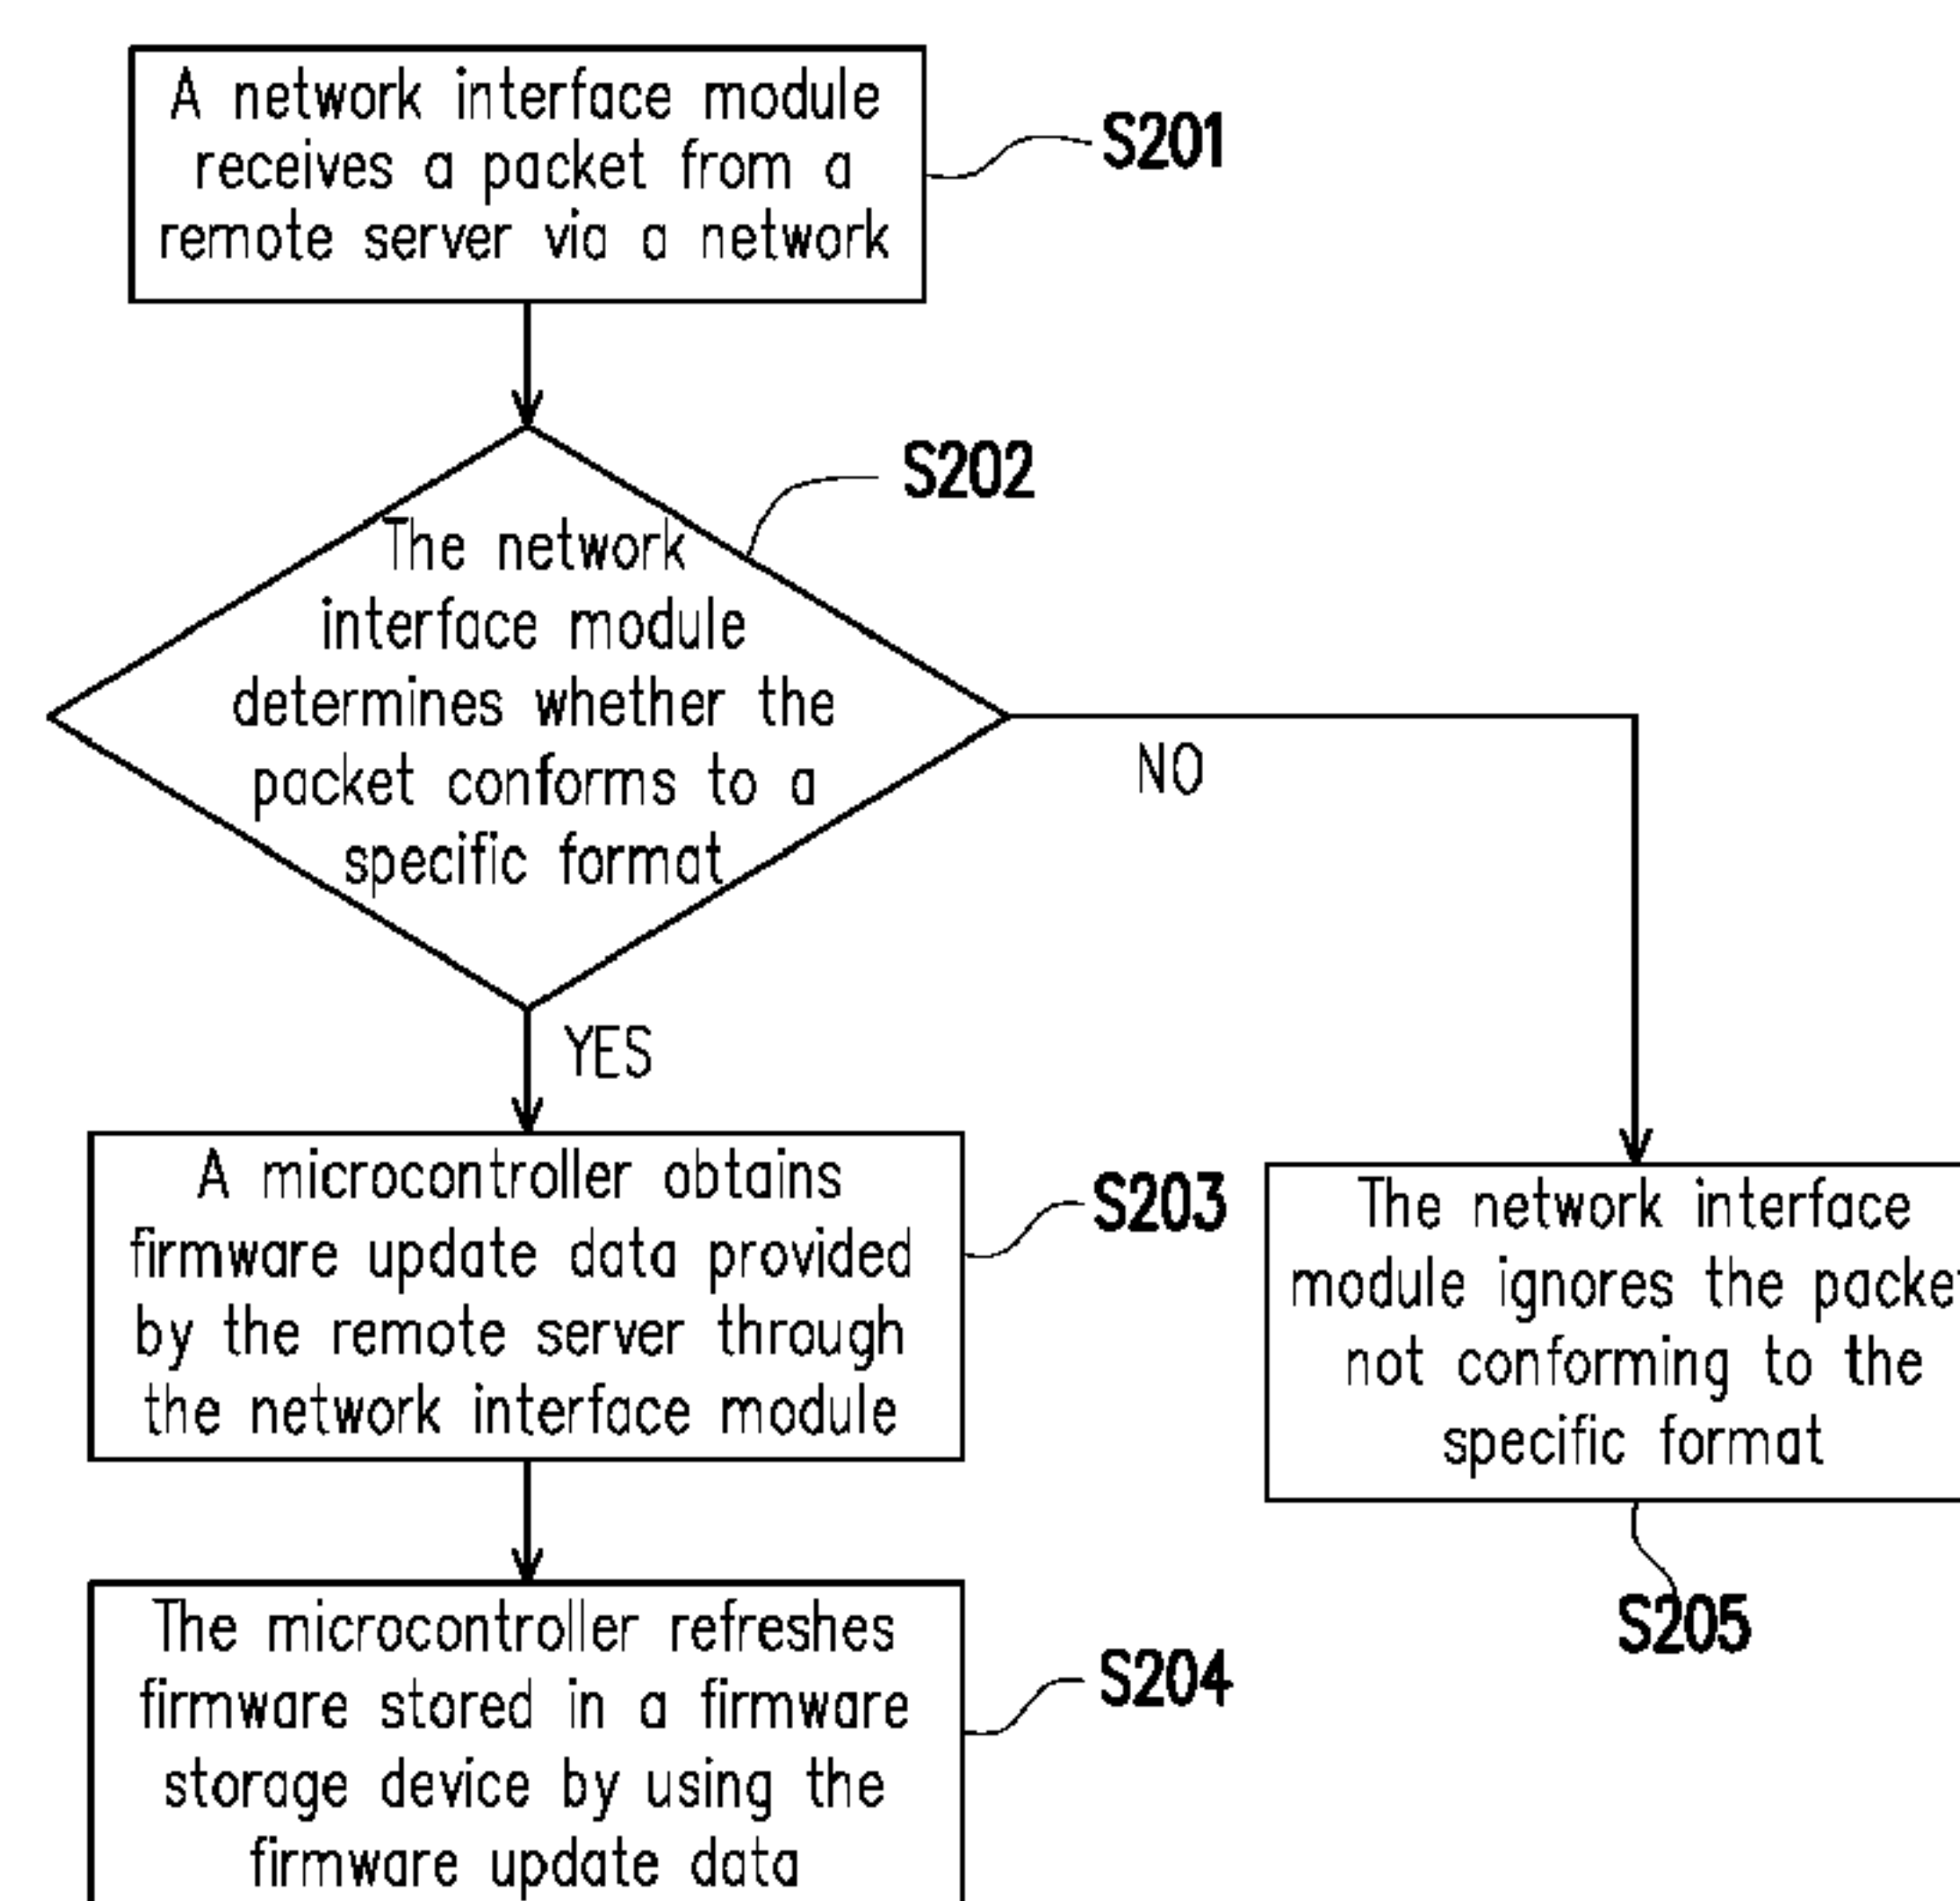 A network interface module
receives a packet from a
remote server via a network
S201
S202
The network
interface module
determines whether the
packet conforms to a
specific format
NO
YES
A microcontroller obtains
firmware update data provided
by the remote server through
the network interface module
S203
The network interface
module ignores the packet
not conforming to the
specific format
S205
The microcontroller refreshes
firmware stored in a firmware
storage device by using the
firmware update data
S204